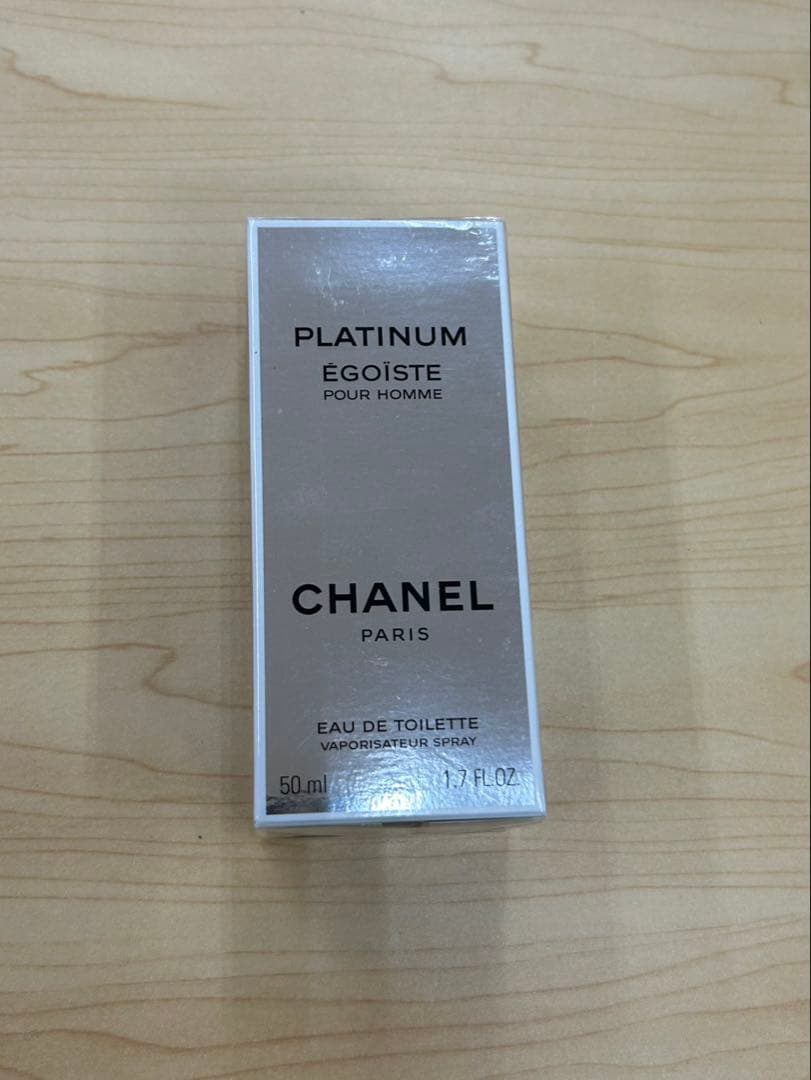 PLATINUM
ÉGOÏSTE
POUR HOMME
CHANEL
PARIS
EAU DE TOILETTE
VAPORISATEUR SPRAY
50 ml 1.7 FL.OZ.